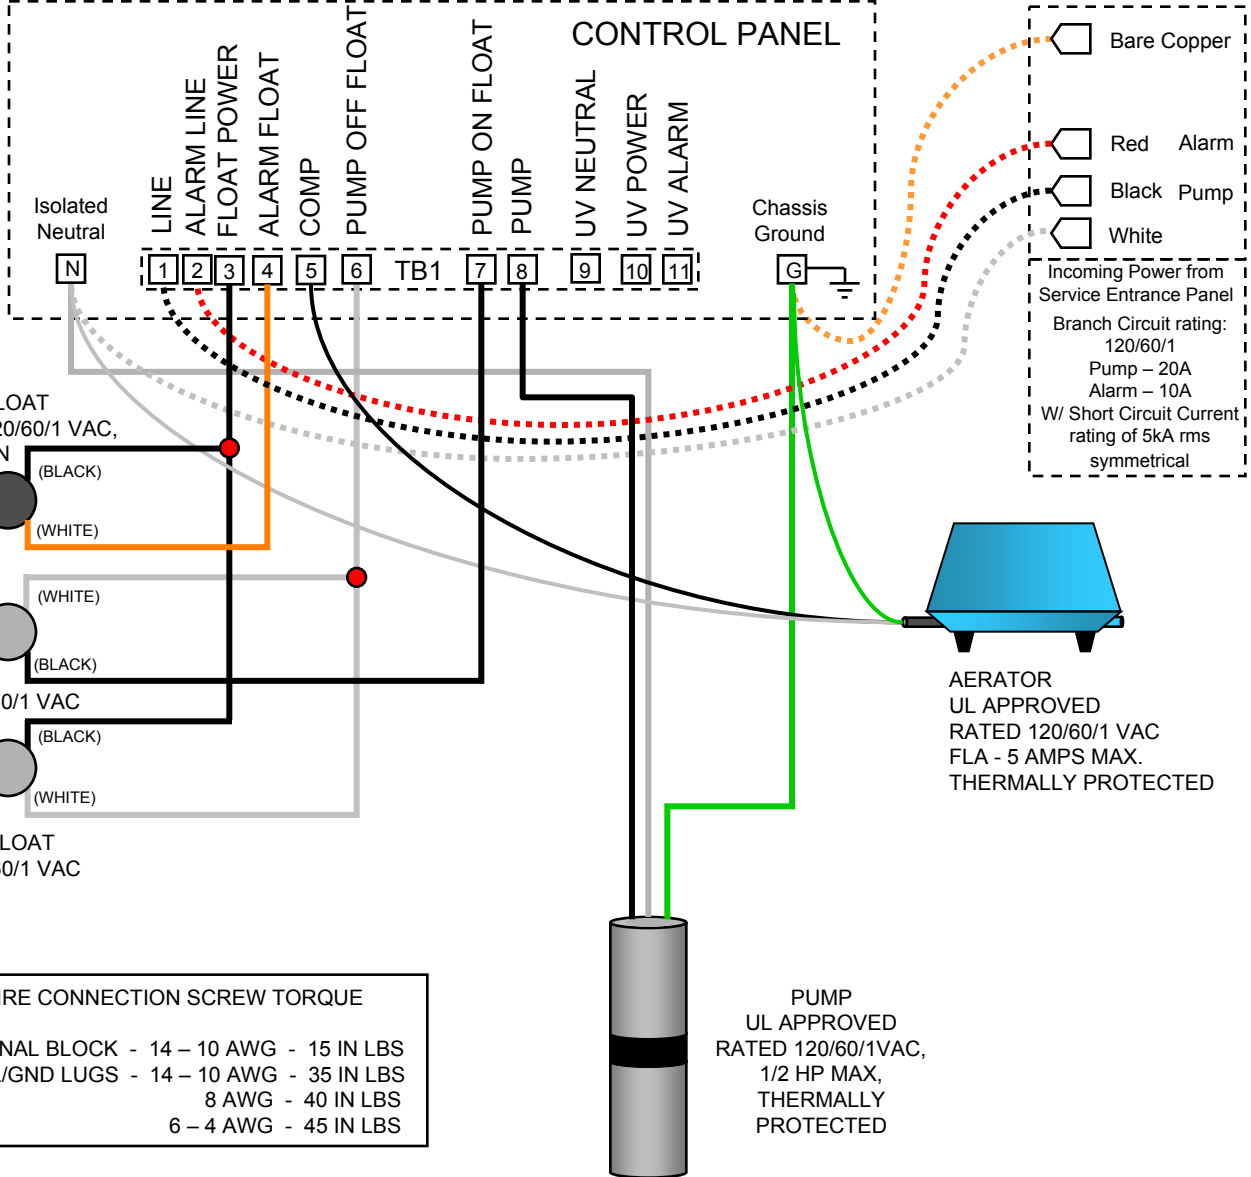 CONTROL PANEL
LINE
ALARM LINE
FLOAT POWER
ALARM FLOAT
COMP
PUMP OFF FLOAT
PUMP ON FLOAT
PUMP
UV NEUTRAL
UV POWER
UV ALARM
Isolated
Neutral
Chassis
Ground
N
1
2
3
4
5
6
TB1
7
8
9
10
11
G
Bare Copper
Red Alarm
Black Pump
White
Incoming Power from
Service Entrance Panel
Branch Circuit rating:
120/60/1
Pump – 20A
Alarm – 10A
W/ Short Circuit Current
rating of 5kA rms
symmetrical
LOAT
20/60/1 VAC,
N
(BLACK)
(WHITE)
(WHITE)
(BLACK)
0/1 VAC
(BLACK)
(WHITE)
LOAT
60/1 VAC
AERATOR
UL APPROVED
RATED 120/60/1 VAC
FLA - 5 AMPS MAX.
THERMALLY PROTECTED
IRE CONNECTION SCREW TORQUE
NAL BLOCK - 14 – 10 AWG - 15 IN LBS
/GND LUGS - 14 – 10 AWG - 35 IN LBS
8 AWG - 40 IN LBS
6 – 4 AWG - 45 IN LBS
PUMP
UL APPROVED
RATED 120/60/1VAC,
1/2 HP MAX,
THERMALLY
PROTECTED